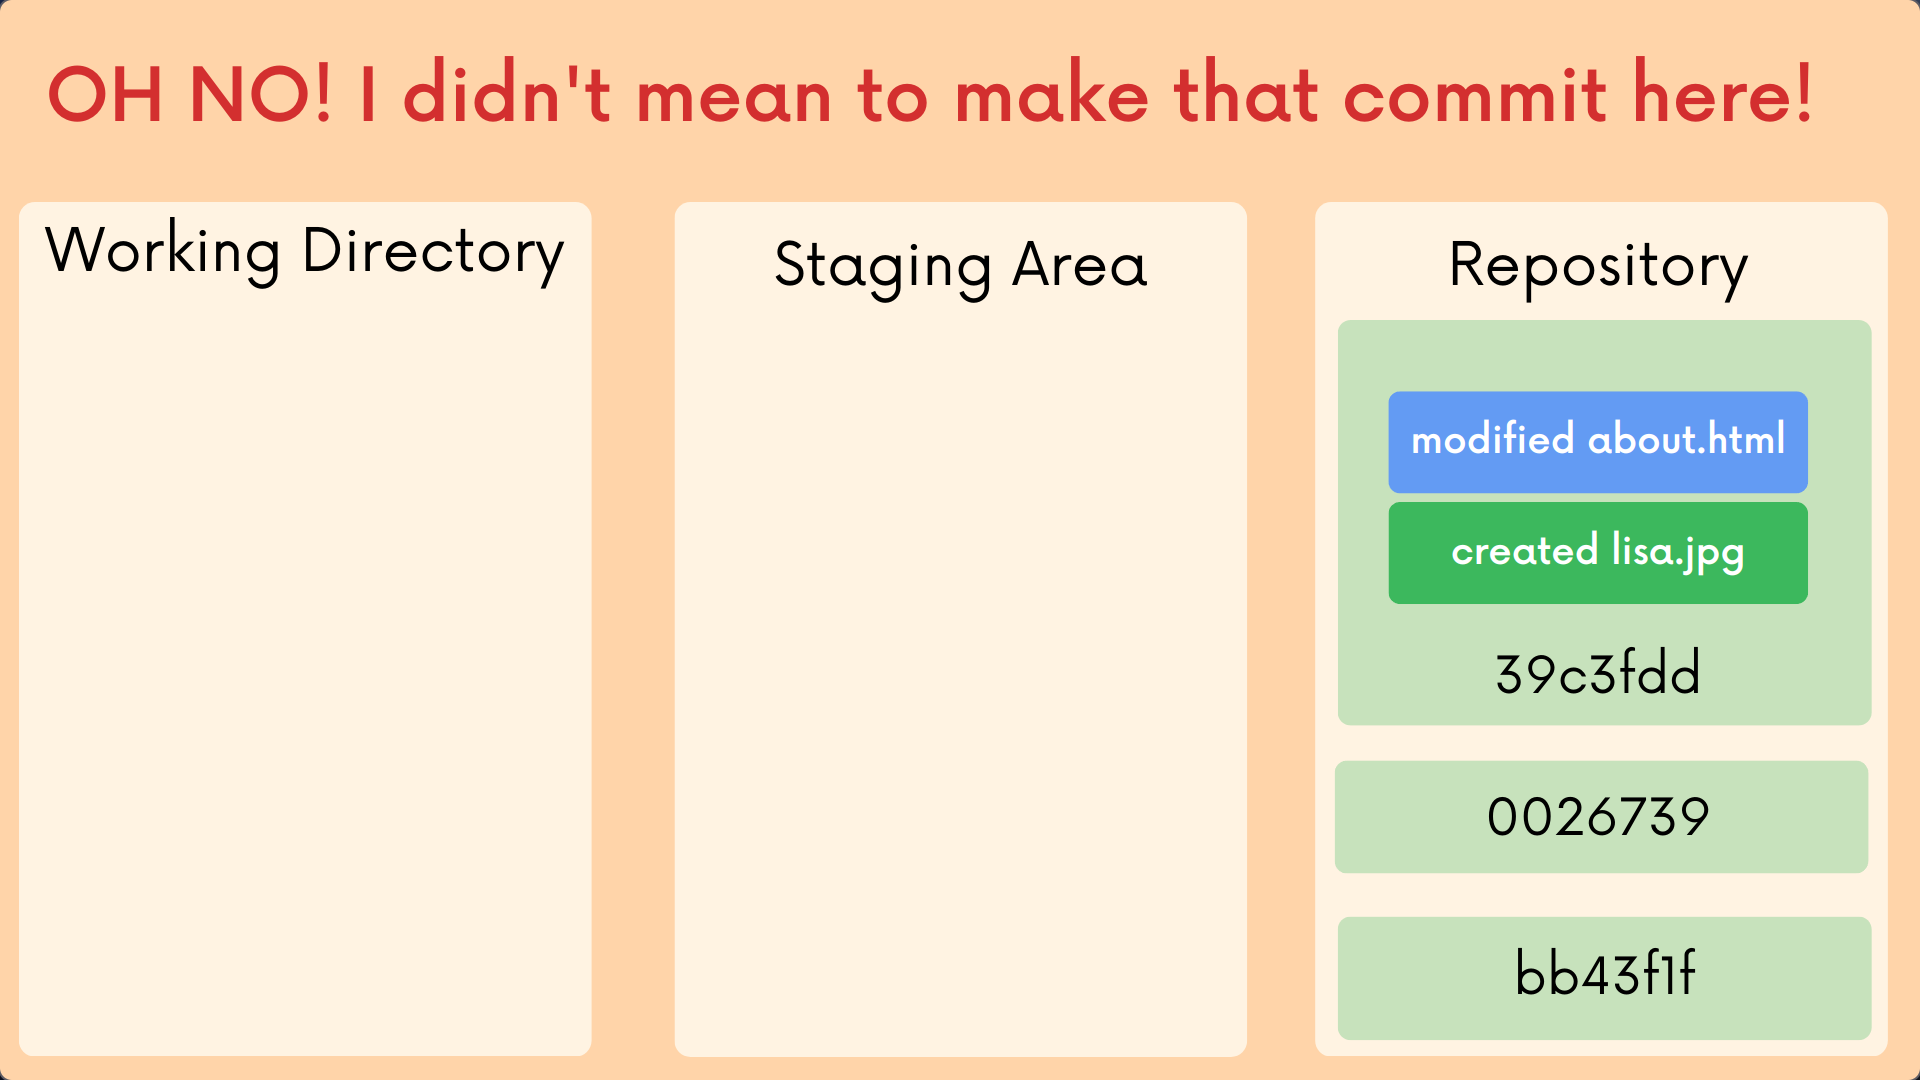 OH NO! I didn't mean to make that commit here!
Working Directory
Staging Area
Repository
modified about.html
created lisa.jpg
39c3fdd
0026739
bb43f1f